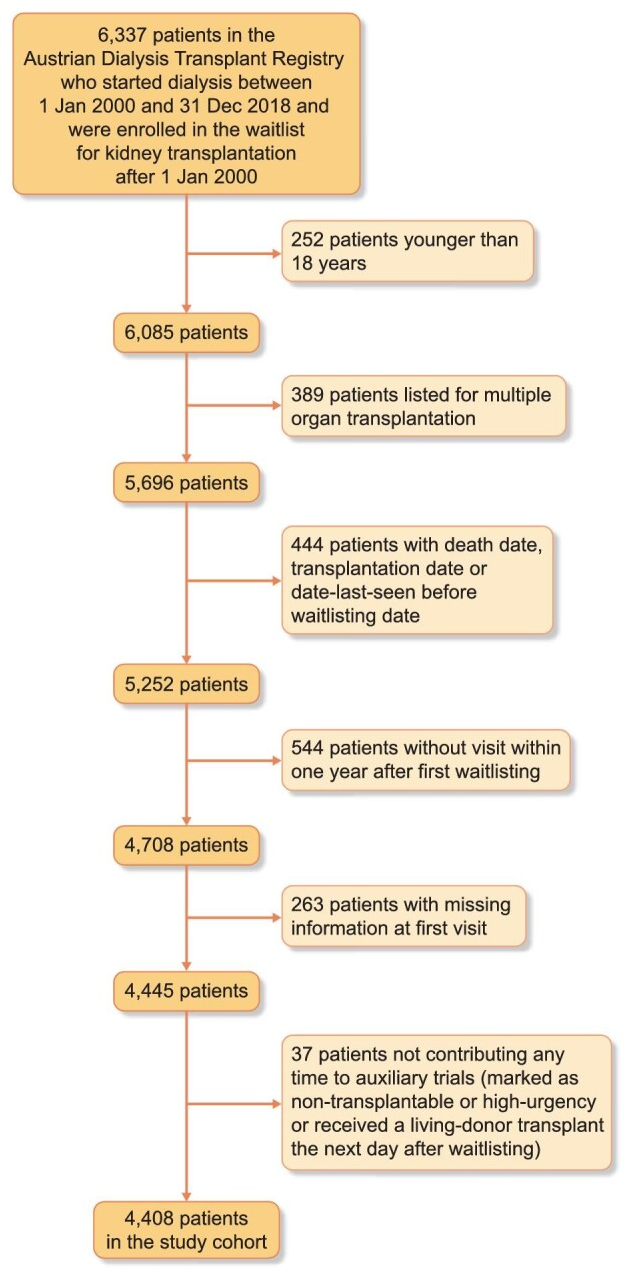 6,337 patients in the
Austrian Dialysis Transplant Registry
who started dialysis between
1 Jan 2000 and 31 Dec 2018 and
were enrolled in the waitlist
for kidney transplantation
after 1 Jan 2000
252 patients younger than
18 years
6,085 patients
389 patients listed for multiple
organ transplantation
5,696 patients
444 patients with death date,
transplantation date or
date-last-seen before
waitlisting date
5,252 patients
544 patients without visit within
one year after first waitlisting
4,708 patients
263 patients with missing
information at first visit
4,445 patients
37 patients not contributing any
time to auxiliary trials (marked as
non-transplantable or high-urgency
or received a living-donor transplant
the next day after waitlisting)
4,408 patients
in the study cohort